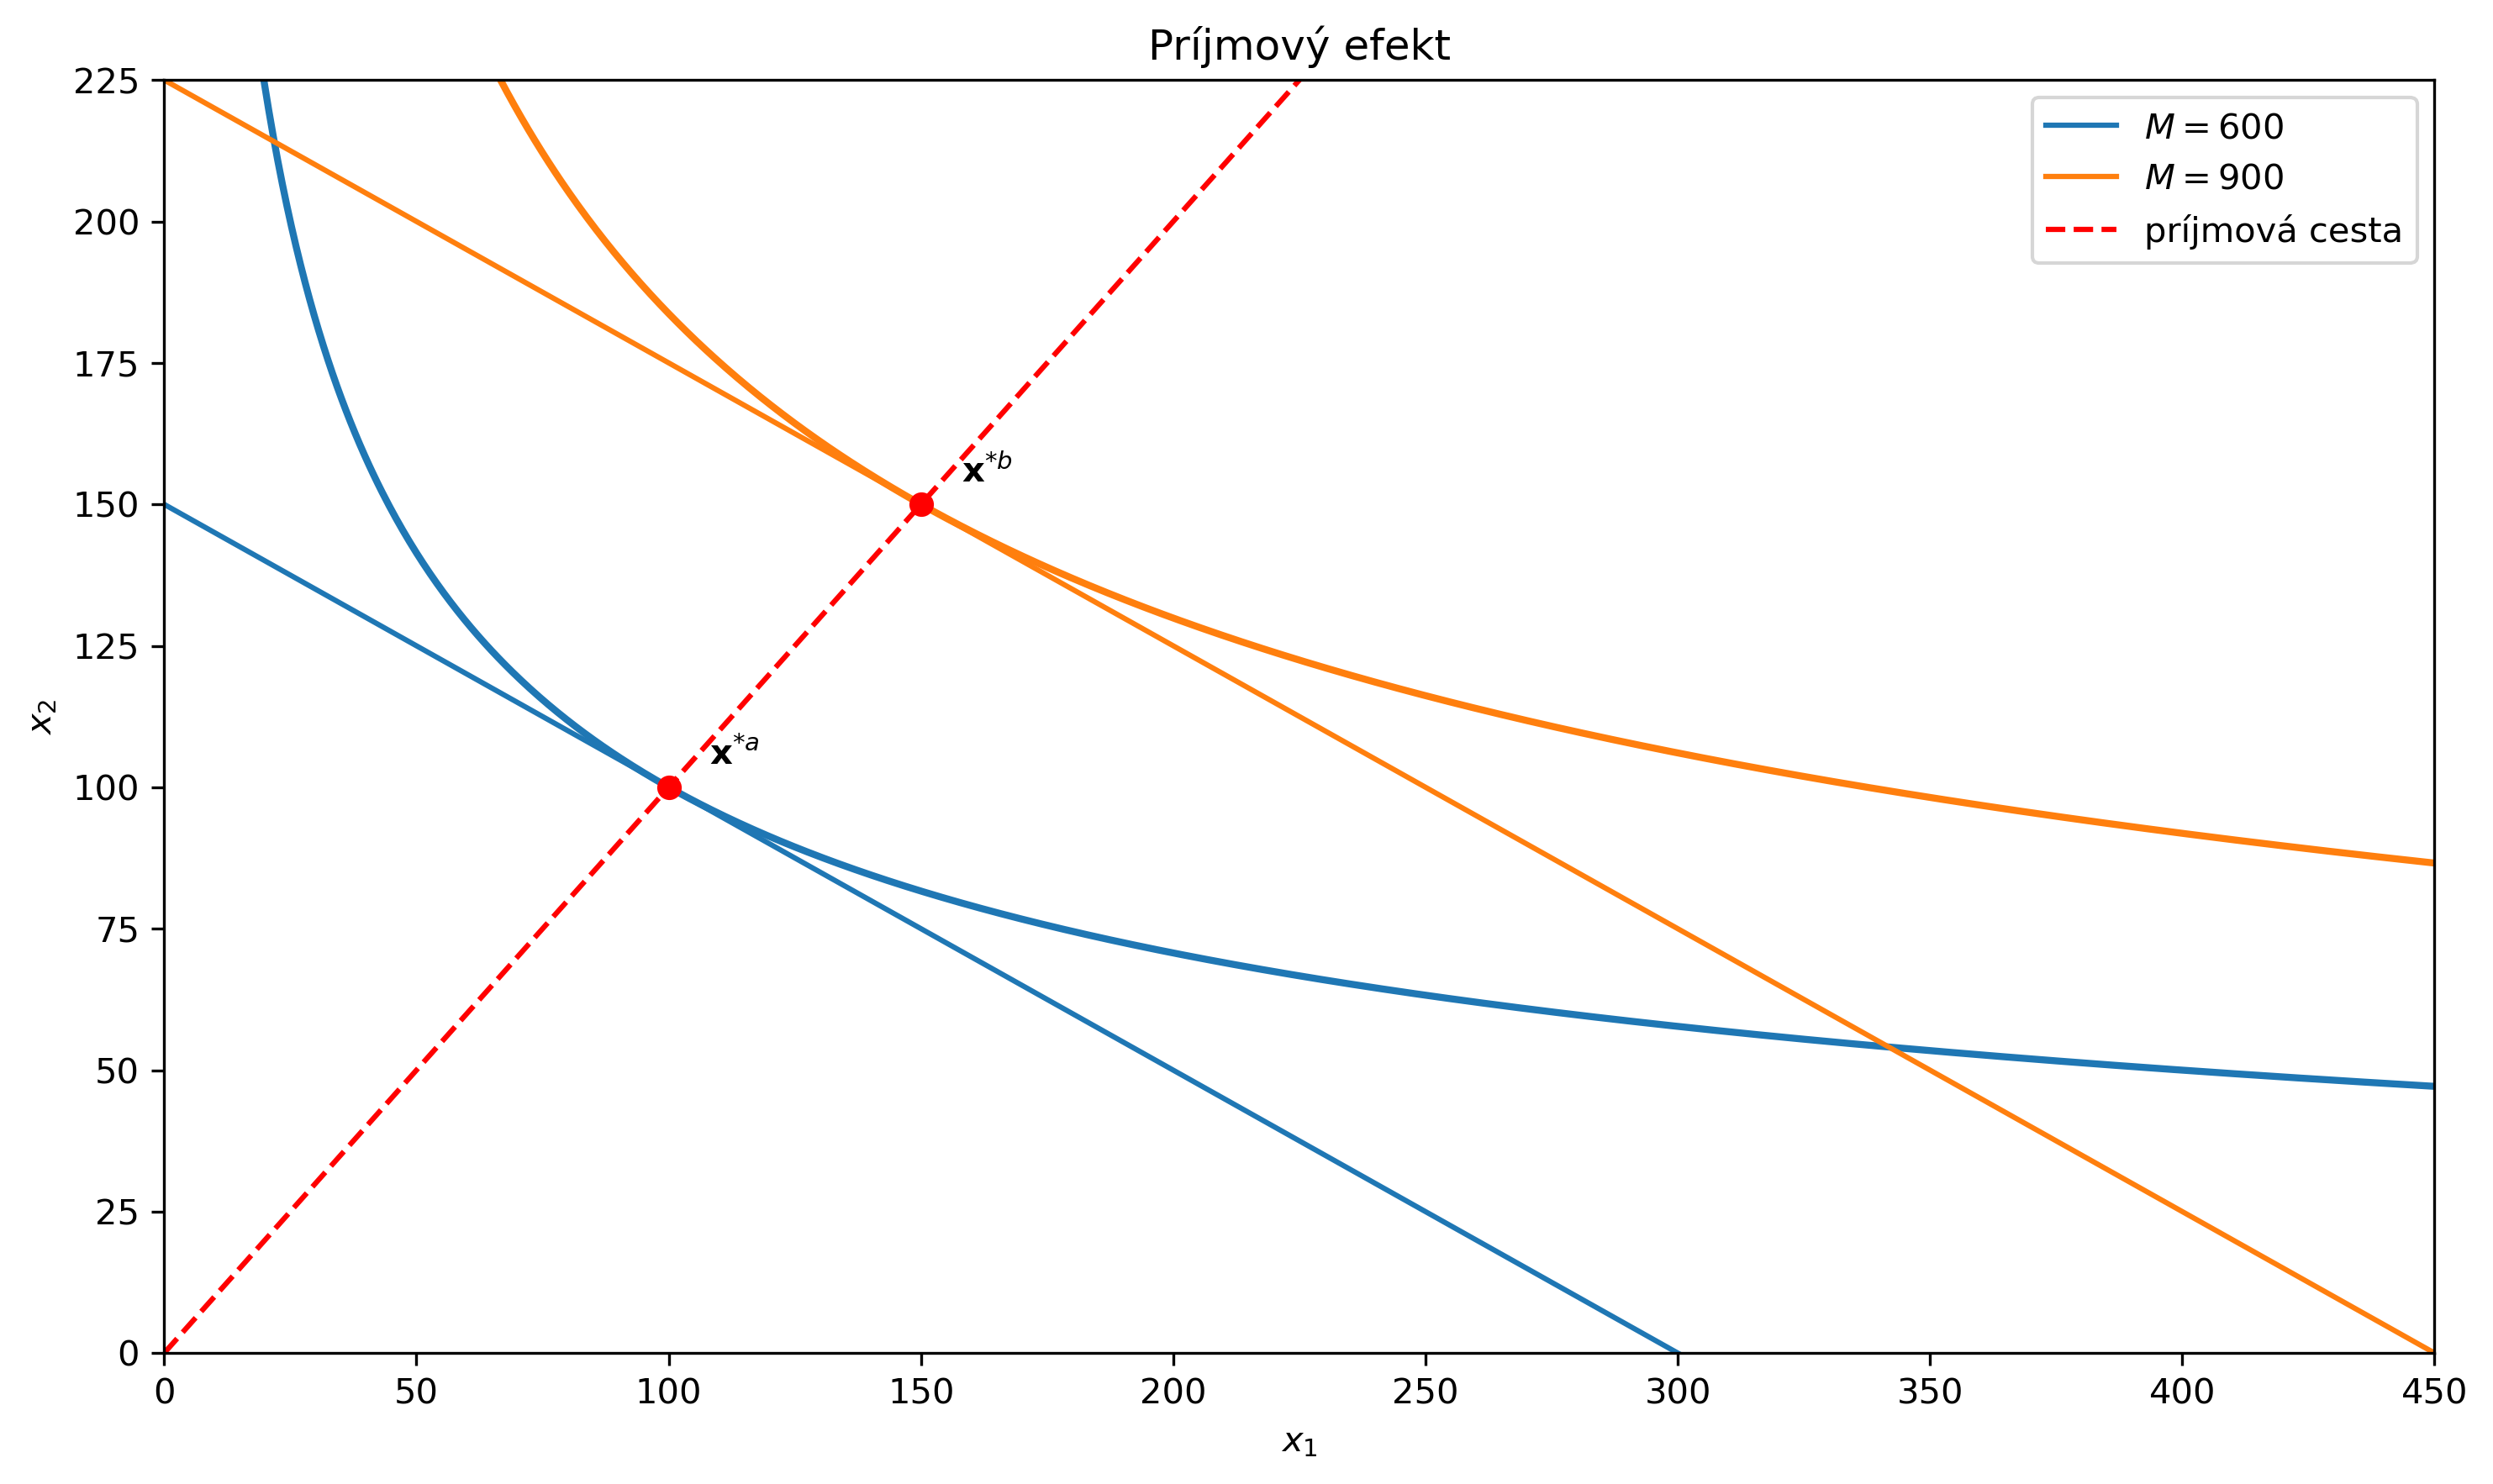 Príjmový efekt
225
200
175
150
125
100
75
50
25
0
x₂
M = 600
M = 900
príjmová cesta
x*ᵇ
x*ᵃ
0 50 100 150 200 250 300 350 400 450
x₁